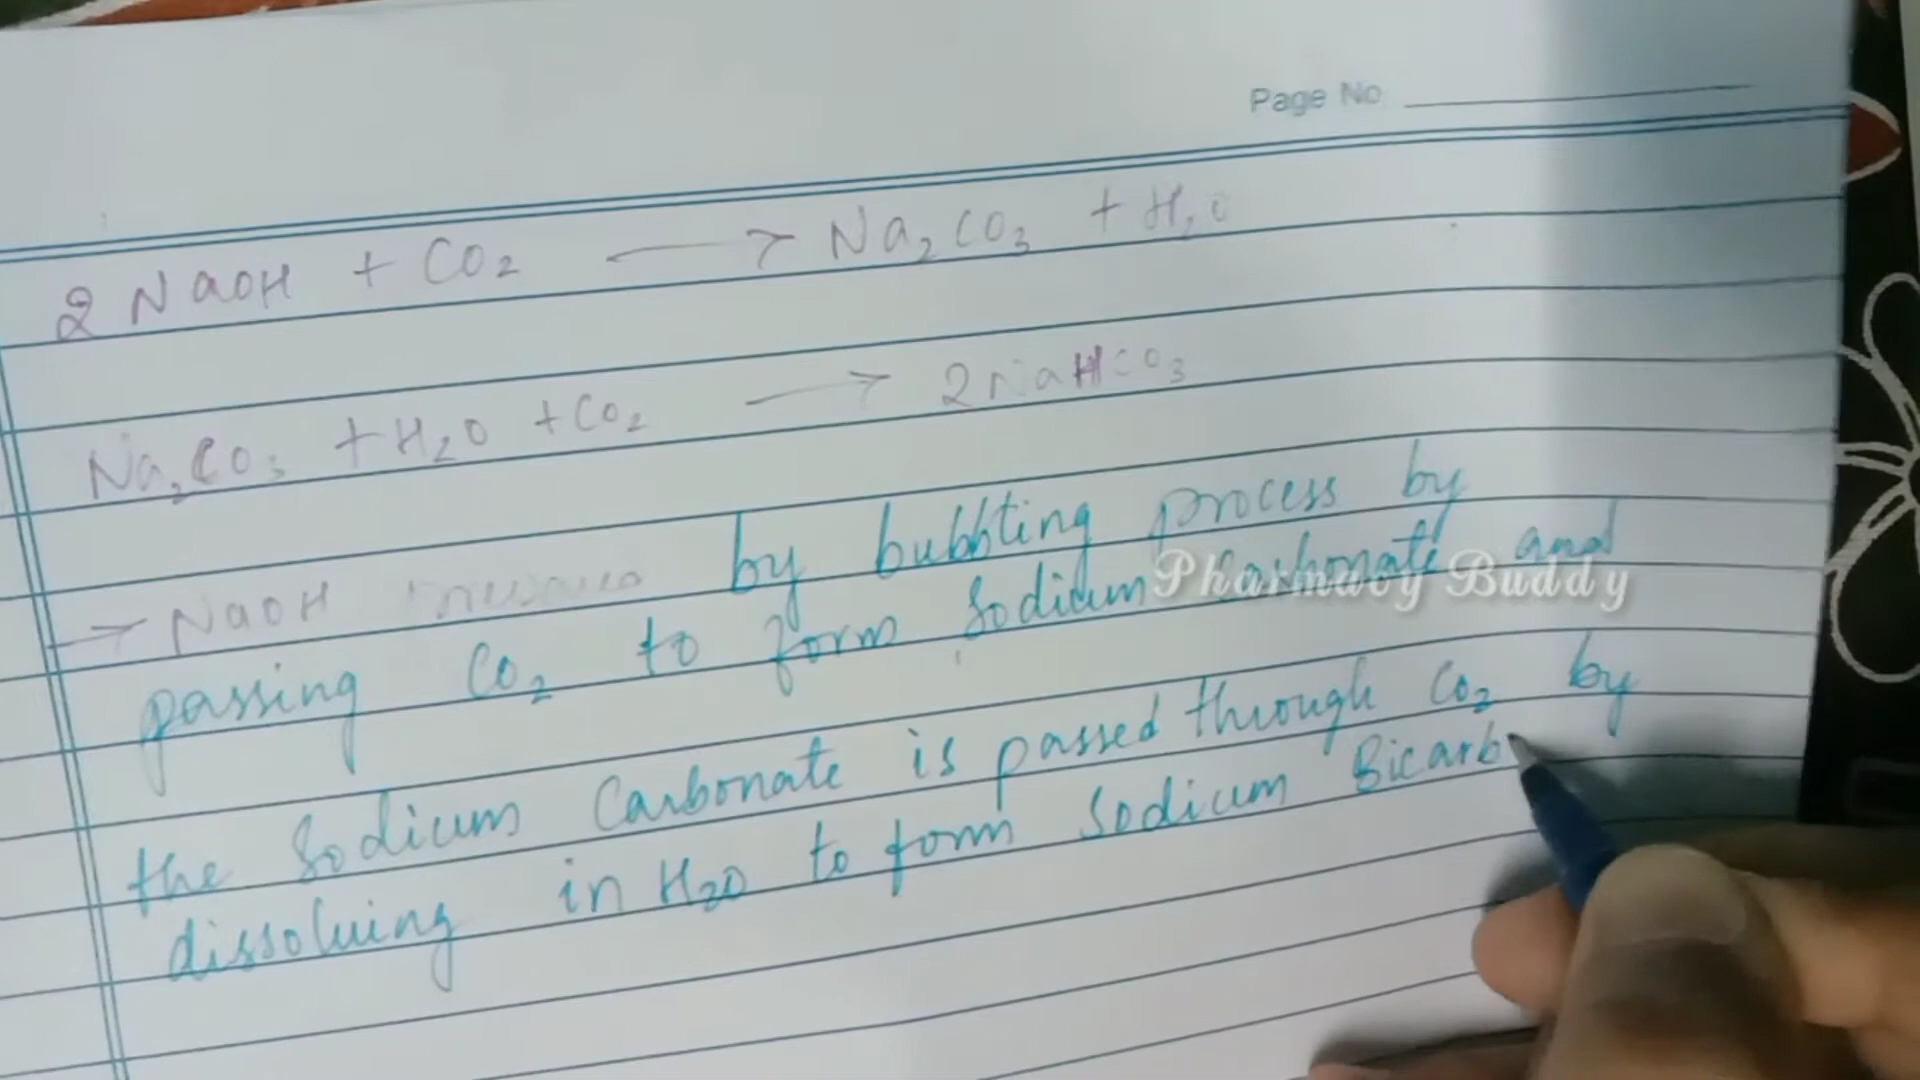 Page No
2 NaOH + CO2 → Na2CO3 + H2O
Na2CO3 + H2O + CO2 → 2NaHCO3
→ NaOH by bubbling process by
passing CO2 to form sodium carbonate and
Pharmacy Buddy
the Sodium Carbonate is passed through CO2 by
dissolving in H2O to form Sodium Bicarb